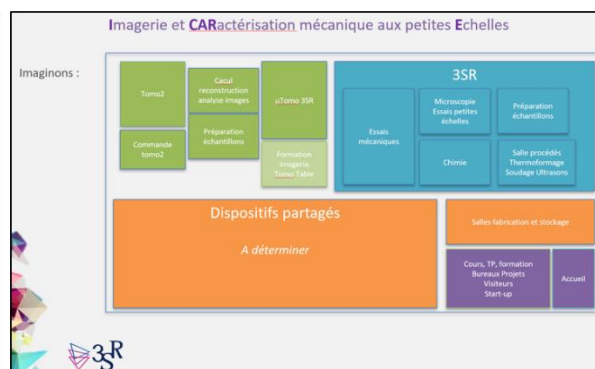 Imagerie et CARactérisation mécanique aux petites Echelles
Imaginons :
Tomo2
Cacul
reconstruction
analyse images
uTomo 3SR
Commande
tomo2
Préparation
échantillons
Formation
Imagerie
Tomo Table
3SR
Essais
mécaniques
Microscopie
Essais petites
échelles
Préparation
échantillons
Chimie
Salle procédés
Thermoformage
Soudage Ultrasons
Dispositifs partagés
A déterminer
Salles fabrication et stockage
Cours, TP, formation
Bureaux Projets
Visiteurs
Start-up
Accueil
3SR